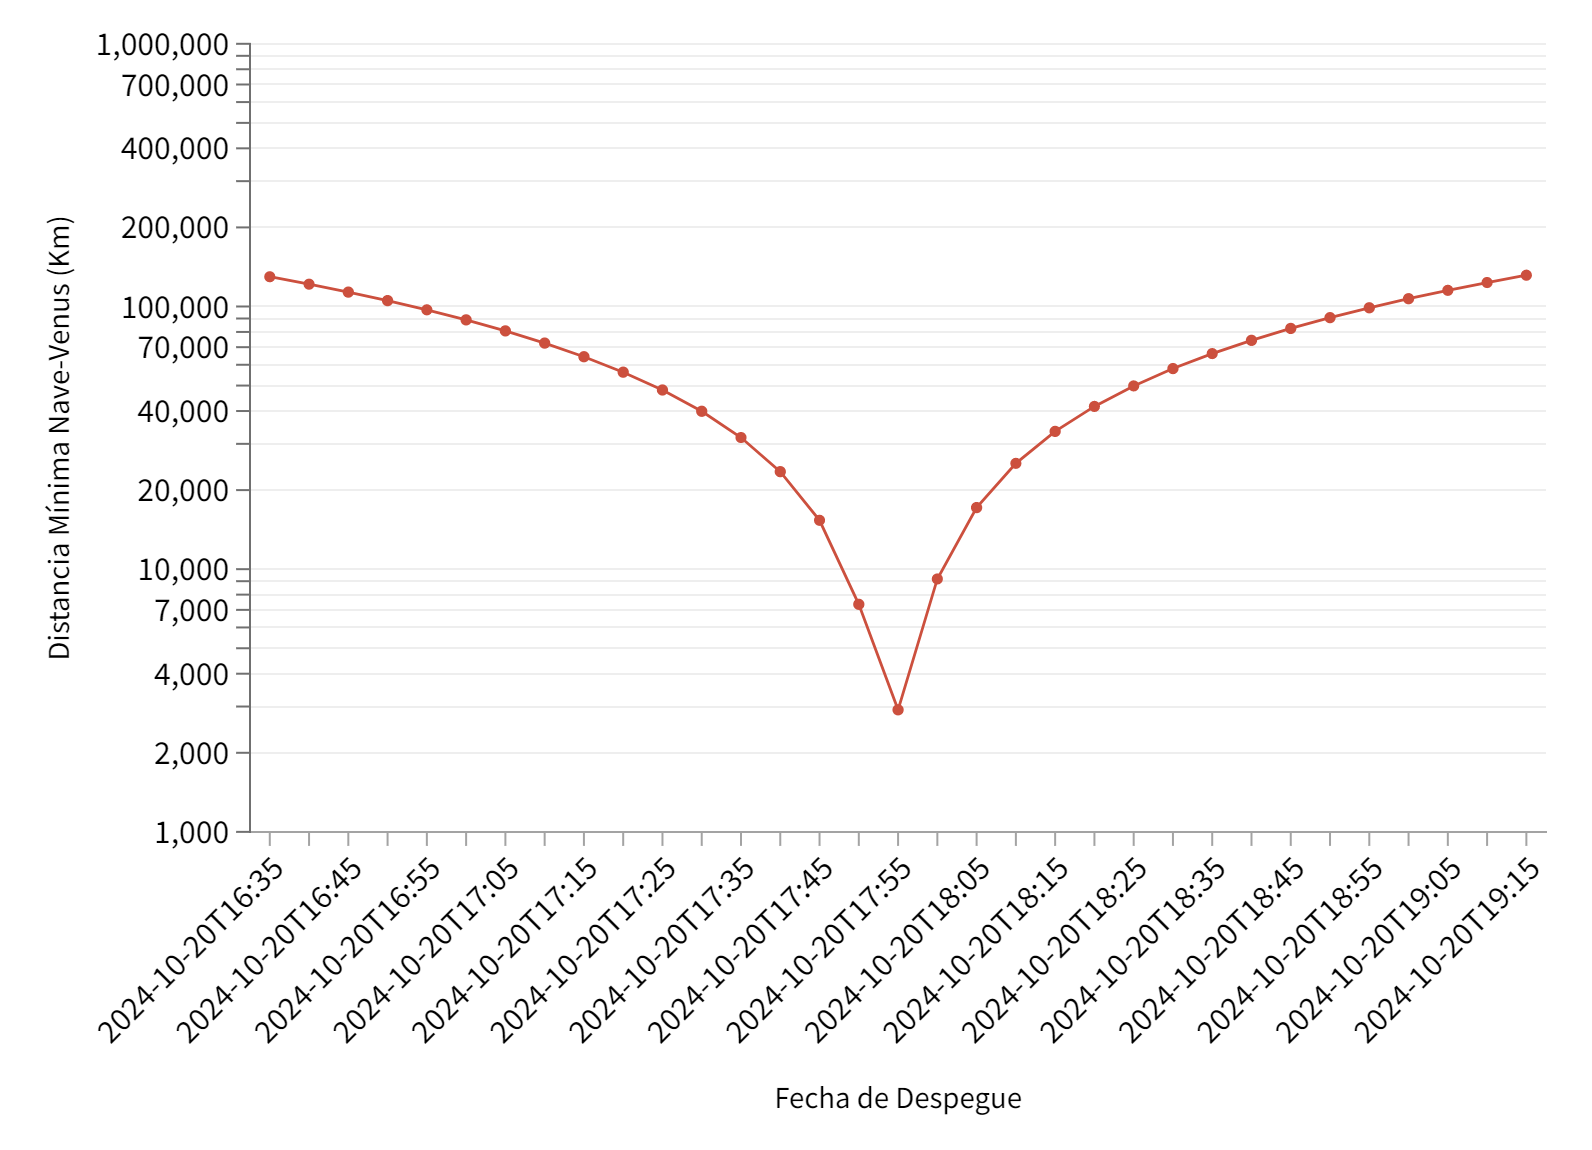 1,000,000
700,000
400,000
200,000
100,000
70,000
40,000
20,000
10,000
7,000
4,000
2,000
1,000
Distancia Mínima Nave-Venus (Km)
2024-10-20T16:35
2024-10-20T16:45
2024-10-20T16:55
2024-10-20T17:05
2024-10-20T17:15
2024-10-20T17:25
2024-10-20T17:35
2024-10-20T17:45
2024-10-20T17:55
2024-10-20T18:05
2024-10-20T18:15
2024-10-20T18:25
2024-10-20T18:35
2024-10-20T18:45
2024-10-20T18:55
2024-10-20T19:05
2024-10-20T19:15
Fecha de Despegue